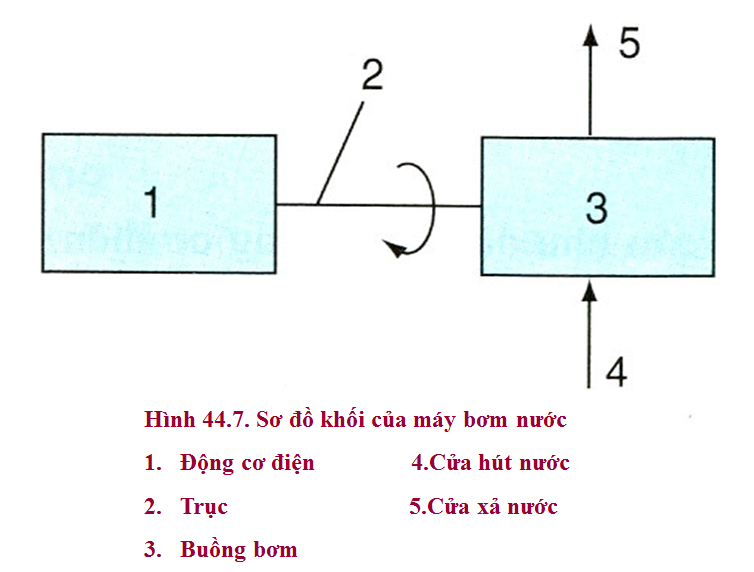 5
2
1
3
4
Hình 44.7. Sơ đồ khối của máy bơm nước
1. Động cơ điện 4.Cửa hút nước
2. Trục 5.Cửa xả nước
3. Buồng bơm